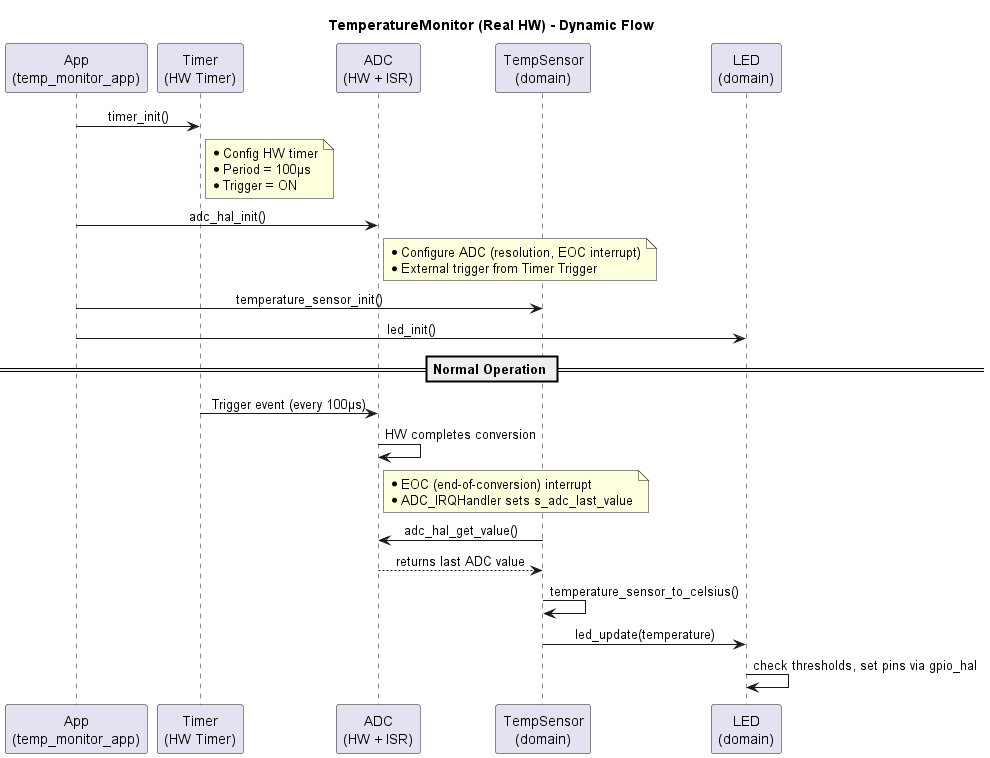 TemperatureMonitor (Real HW) - Dynamic Flow
App
(temp_monitor_app)
Timer
(HW Timer)
ADC
(HW + ISR)
TempSensor
(domain)
LED
(domain)
timer_init()
• Config HW timer
• Period = 100µs
• Trigger = ON
adc_hal_init()
• Configure ADC (resolution, EOC interrupt)
• External trigger from Timer Trigger
temperature_sensor_init()
led_init()
Normal Operation
Trigger event (every 100µs)
HW completes conversion
• EOC (end-of-conversion) interrupt
• ADC_IRQHandler sets s_adc_last_value
adc_hal_get_value()
returns last ADC value
temperature_sensor_to_celsius()
led_update(temperature)
check thresholds, set pins via gpio_hal
App
(temp_monitor_app)
Timer
(HW Timer)
ADC
(HW + ISR)
TempSensor
(domain)
LED
(domain)